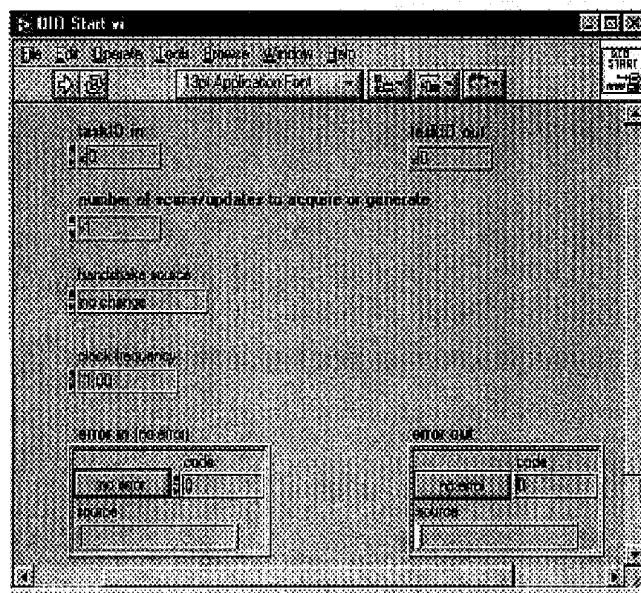 DIO Start.vi
File Edit Operate Tools Browse Window Help
13pt Application Font
DIO
START
taskID in
taskID out
x0
x0
number of scans/updates to acquire or generate
handshake source
no change
clock frequency
error in (no error)
error out
code
code
no error
0
no error
0
source
source